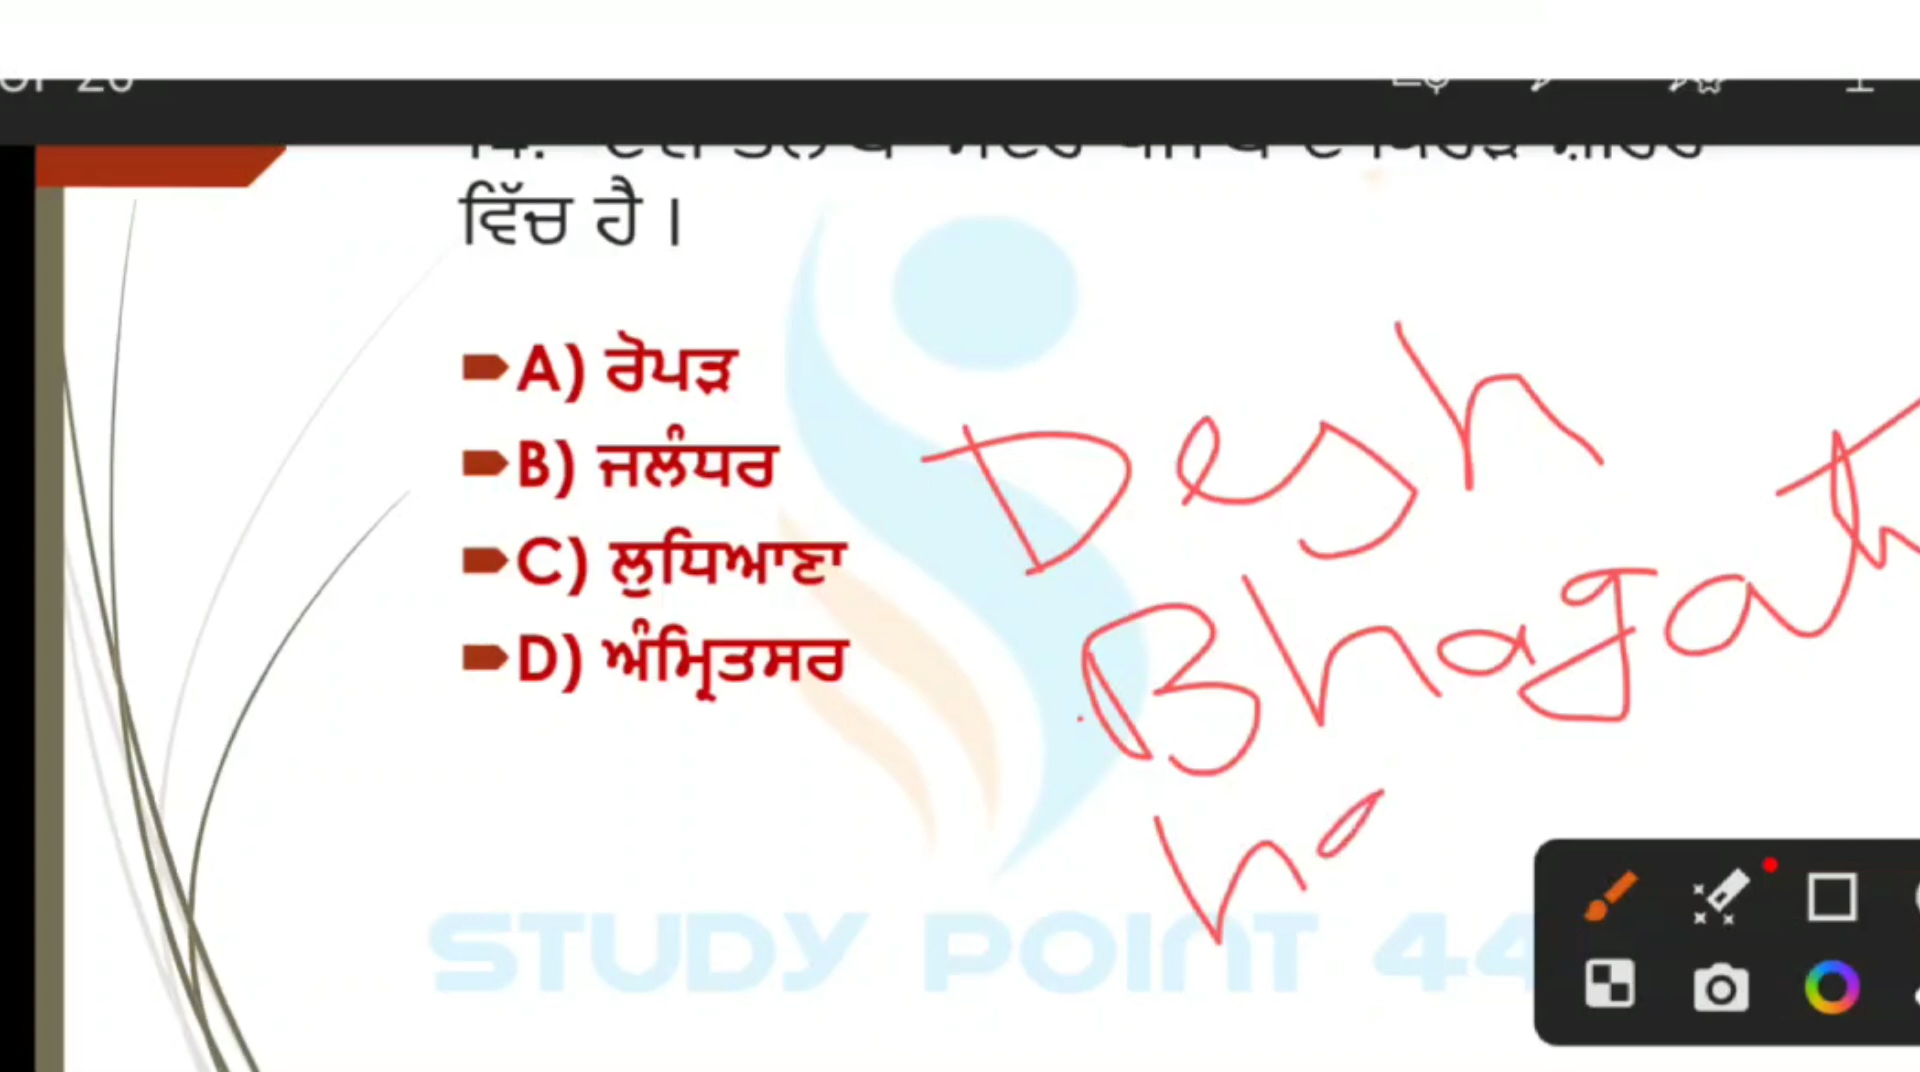 ਵਿੱਚ ਹੈ।
A) ਰੋਪੜ
B) ਜਲੰਧਰ
C) ਲੁਧਿਆਣਾ
D) ਅੰਮ੍ਰਿਤਸਰ
Desh
Bhagat
STUDY POINT 44